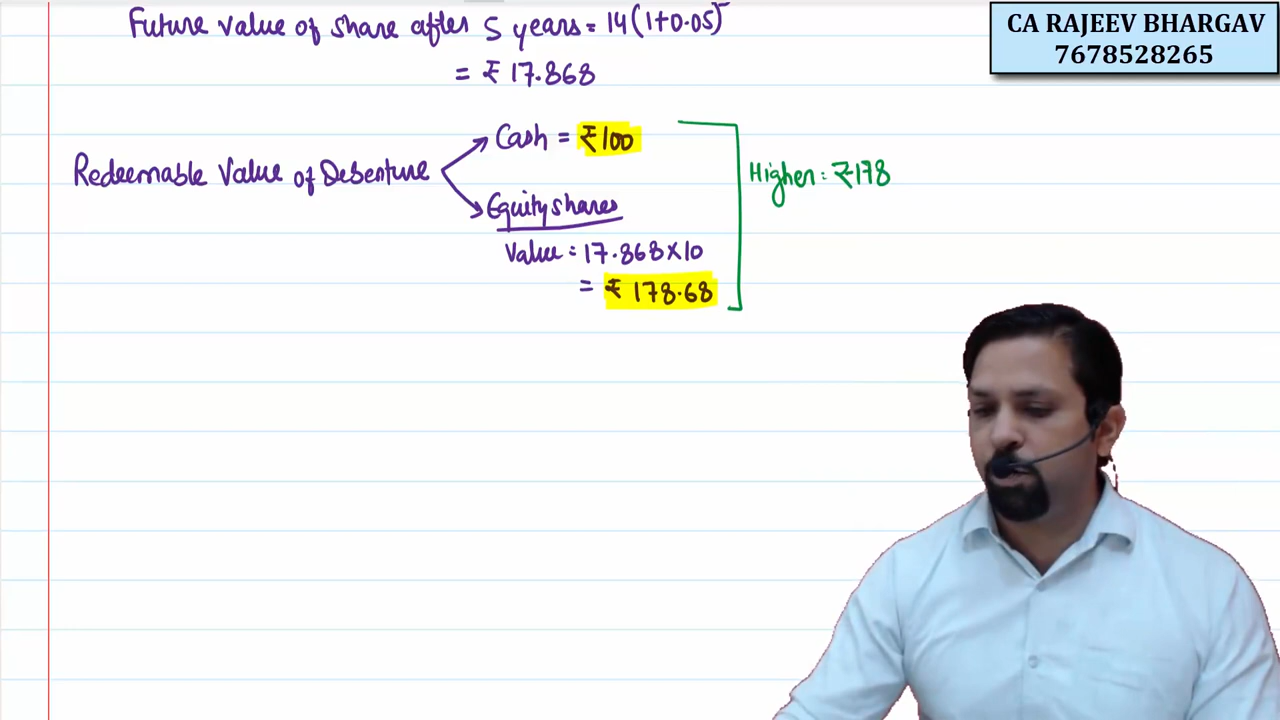 Future value of share after 5 years = 14(1+0.05)⁵
= ₹ 17.868
CA RAJEEV BHARGAV
7678528265
Redeemable Value of Debenture
Cash = ₹100
Equity shares
Value = 17.868×10
= ₹ 178.68
Higher : ₹178